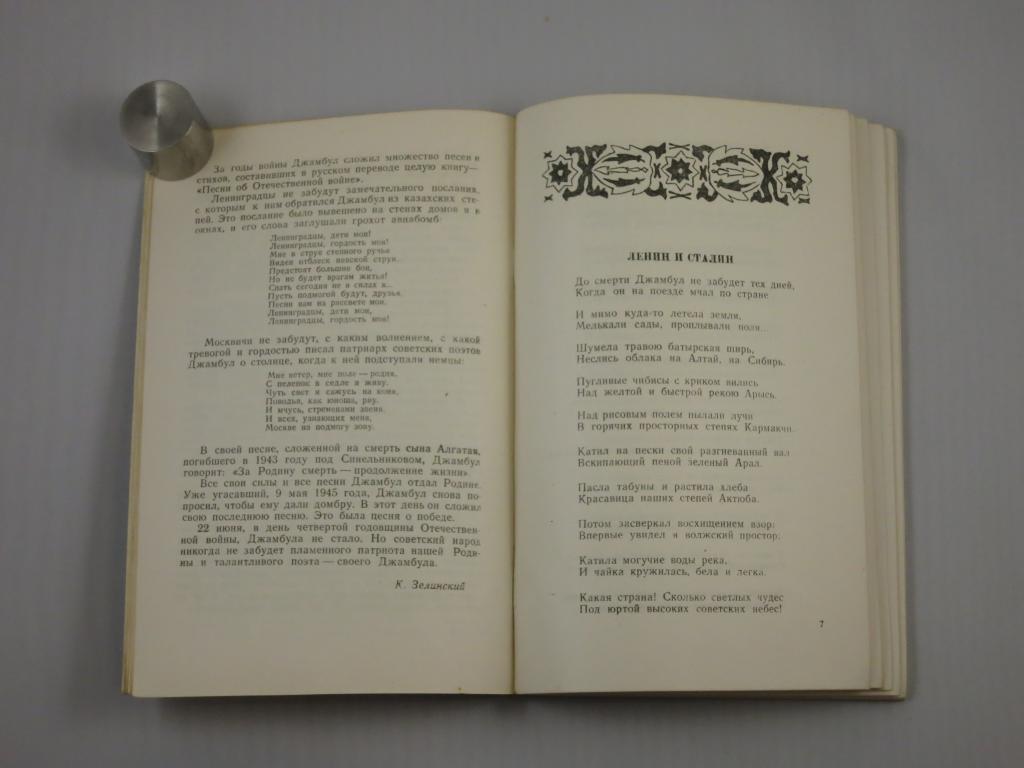 За годы войны Джамбул сложил множество песен и
стихов, составивших в русском переводе целую книгу—
«Песни об Отечественной войне».
Ленинградцы не забудут замечательного послания,
с которым к ним обратился Джамбул из казахских сте-
пей. Это послание было вывешено на стенах домов и в
окнах, и его слова заглушали грохот авиабомб:
Ленинградцы, дети мои!
Ленинградцы, гордость моя!
Мне в струе степного ручья
Виден отблеск невской струи.
Предстоят большие бои,
Но не будет врагам житья!
Спать сегодня не в силах я...
Пусть подмогой будут, друзья,
Песни вам на рассвете мои,
Ленинградцы, дети мои,
Ленинградцы, гордость моя!
Москвичи не забудут, с каким волнением, с какой
тревогой и гордостью писал патриарх советских поэтов
Джамбул о столице, когда к ней подступали немцы:
Мне ветер, мне поле — родня,
С пеленок в седле я живу.
Чуть свет я сажусь на коня,
Поводья, как юноша, рву.
И мчусь, стременами звеня.
И всех, узнающих меня,
Москве на подмогу зову.
В своей песне, сложенной на смерть сына Алгатая,
погибшего в 1943 году под Синельниковом, Джамбул
говорит: «За Родину смерть — продолжение жизни».
Все свои силы и все песни Джамбул отдал Родине.
Уже угасавший, 9 мая 1945 года, Джамбул снова по-
просил, чтобы ему дали домбру. В этот день он сложил
свою последнюю песню. Это была песня о победе.
22 июня, в день четвертой годовщины Отечествен-
ной войны, Джамбула не стало. Но советский народ
никогда не забудет пламенного патриота нашей Роди-
ны и талантливого поэта — своего Джамбула.
К. Зелинский
ЛЕНИН И СТАЛИН
До смерти Джамбул не забудет тех дней,
Когда он на поезде мчал по стране
И мимо куда-то летела земля,
Мелькали сады, проплывали поля...
Шумела травою батырская ширь,
Неслись облака на Алтай, на Сибирь.
Пугливые чибисы с криком вились
Над желтой и быстрой рекою Арысь.
Над рисовым полем пылали лучи
В горячих просторных степях Кармакчи.
Катил на пески свой разгневанный вал
Вскипающий пеной зеленый Арал.
Пасла табуны и растила хлеба
Красавица наших степей Актюба.
Потом засверкал восхищением взор:
Впервые увидел я волжский простор.
Катила могучие воды река,
И чайка кружилась, бела и легка.
Какая страна! Сколько светлых чудес
Под юртой высоких советских небес!
7